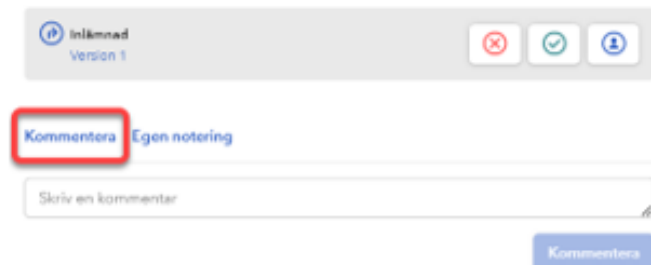 Inlämnad
Version 1
Kommentera Egen notering
Skriv en kommentar
Kommentera